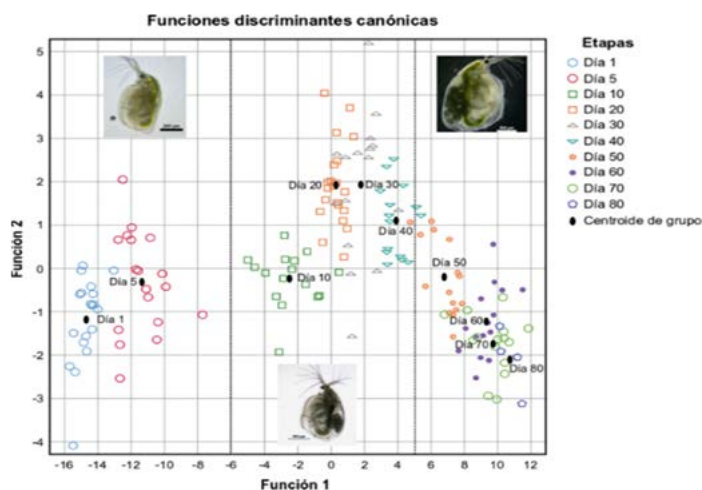 Funciones discriminantes canónicas
Función 2
5
4
3
2
1
0
-1
-2
-3
-4
Día 20
Día 30
Día 40
Día 5
Día 10
Día 50
Día 1
Día 60
Día 70
Día 80
-16 -14 -12 -10 -8 -6 -5 -4 -2 0 2 4 6 8 10 12
Función 1
Etapas
Día 1
Día 5
Día 10
Día 20
Día 30
Día 40
Día 50
Día 60
Día 70
Día 80
Centroide de grupo